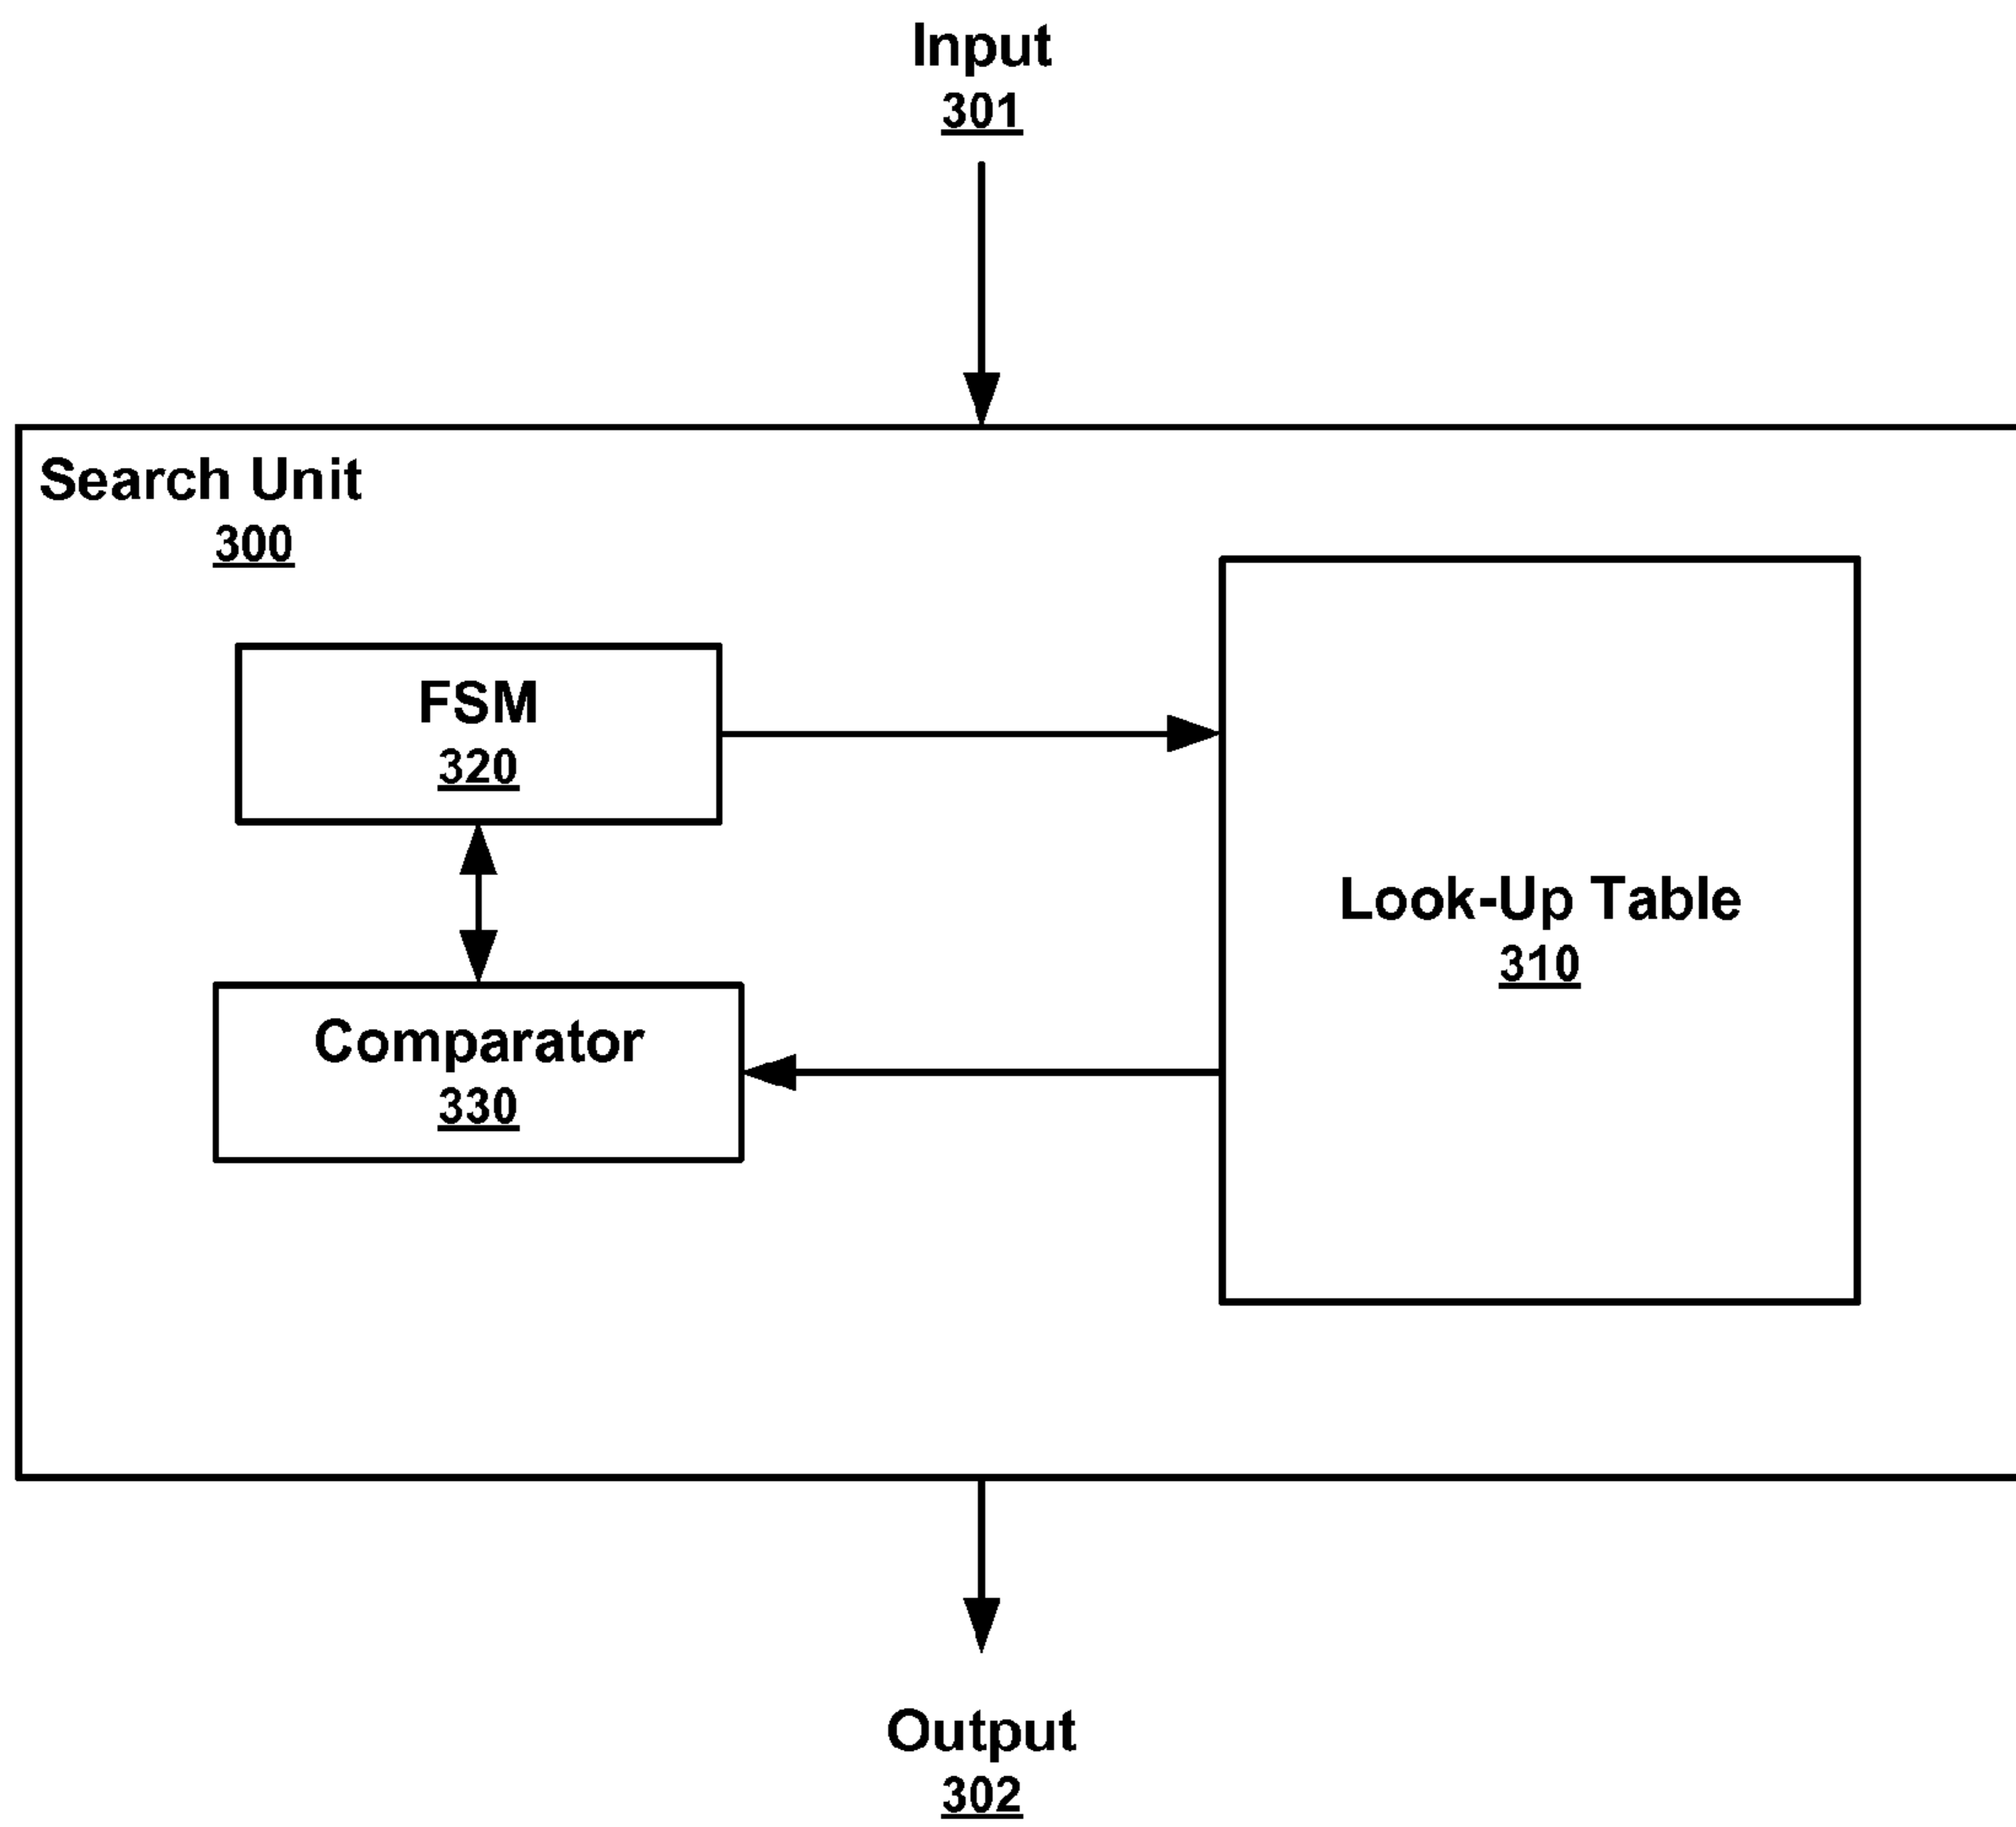 Input
301
Search Unit
300
FSM
320
Look-Up Table
310
Comparator
330
Output
302